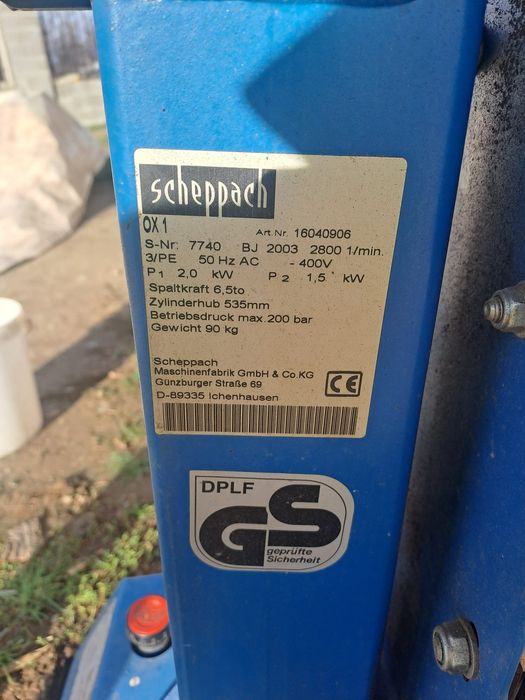 scheppach
OX 1 Art.Nr. 16040906
S-Nr: 7740 BJ 2003 2800 1/min.
3/PE 50 Hz AC - 400V
P1 2,0 kW P2 1,5 kW
Spaltkraft 6,5to
Zylinderhub 535mm
Betriebsdruck max.200 bar
Gewicht 90 kg
Scheppach
Maschinenfabrik GmbH & Co.KG
Günzburger Straße 69
D-89335 Ichenhausen
CE
DPLF
GS
geprüfte
Sicherheit